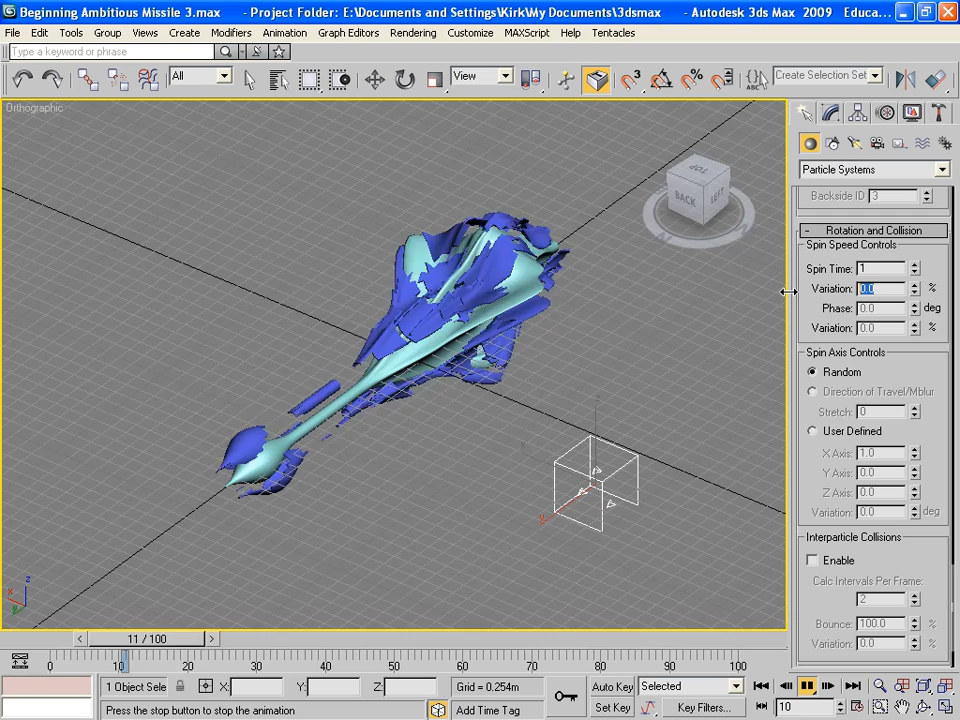 Beginning Ambitious Missile 3.max - Project Folder: E:\Documents and Settings\Kirk\My Documents\3dsmax - Autodesk 3ds Max 2009 Educa...
File Edit Tools Group Views Create Modifiers Animation Graph Editors Rendering Customize MAXScript Help Tentacles
Type a keyword or phrase
All View Create Selection Set
Orthographic
TOP
BACK LEFT
Particle Systems
Backside ID 3
- Rotation and Collision
Spin Speed Controls
Spin Time: 1
Variation: 0.0 %
Phase: 0.0 deg
Variation: 0.0 %
Spin Axis Controls
Random
Direction of Travel/Mblur
Stretch: 0
User Defined
X Axis: 1.0
Y Axis: 0.0
Z Axis: 0.0
Variation: 0.0 deg
Interparticle Collisions
Enable
Calc Intervals Per Frame:
2
Bounce: 100.0 %
Variation: 0.0 %
z
x
y
< 11 / 100 >
0 10 20 30 40 50 60 70 80 90 100
1 Object Sele X: Y: Z: Grid = 0.254m Auto Key Selected
Press the stop button to stop the animation Add Time Tag Set Key Key Filters... 10